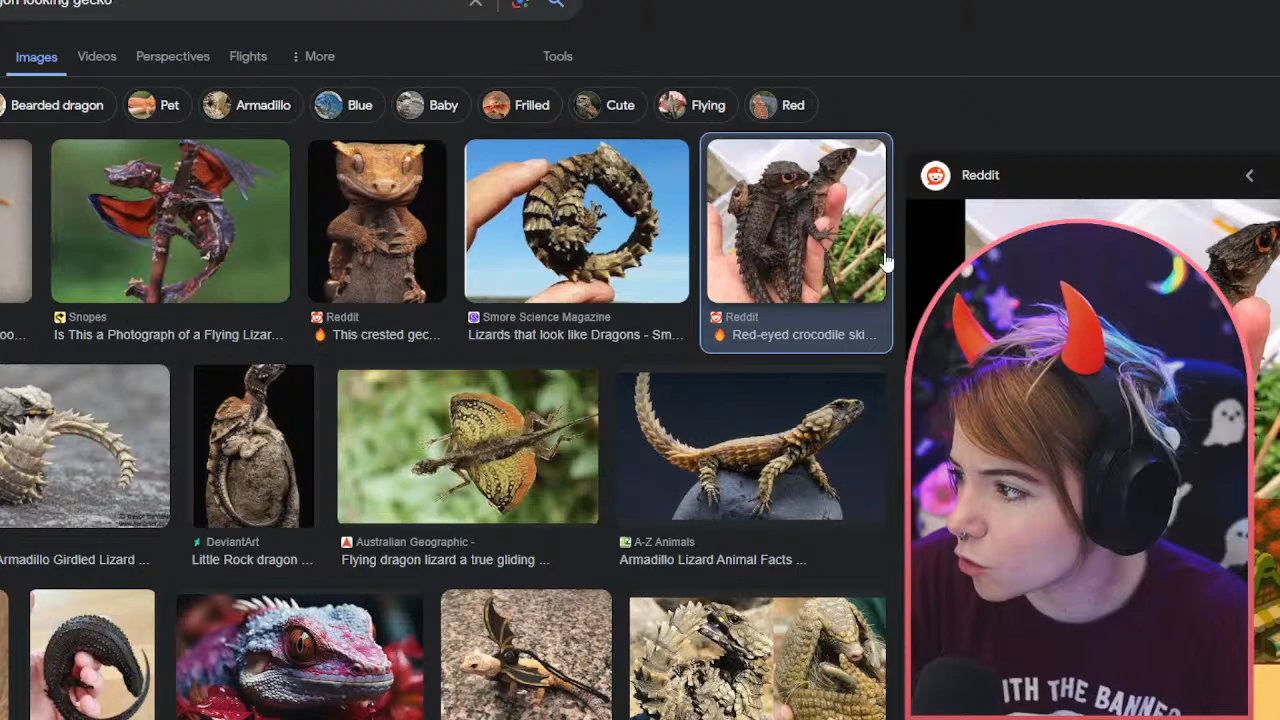 looking gecko
Images Videos Perspectives Flights More Tools
Bearded dragon Pet Armadillo Blue Baby Frilled Cute Flying Red
Reddit
Snopes
Is This a Photograph of a Flying Lizar...
Reddit
This crested gec...
Smore Science Magazine
Lizards that look like Dragons - Sm...
Reddit
Red-eyed crocodile ski...
Armadillo Girdled Lizard ...
DeviantArt
Little Rock dragon ...
Australian Geographic -
Flying dragon lizard a true gliding ...
A-Z Animals
Armadillo Lizard Animal Facts ...
ITH THE BANNE